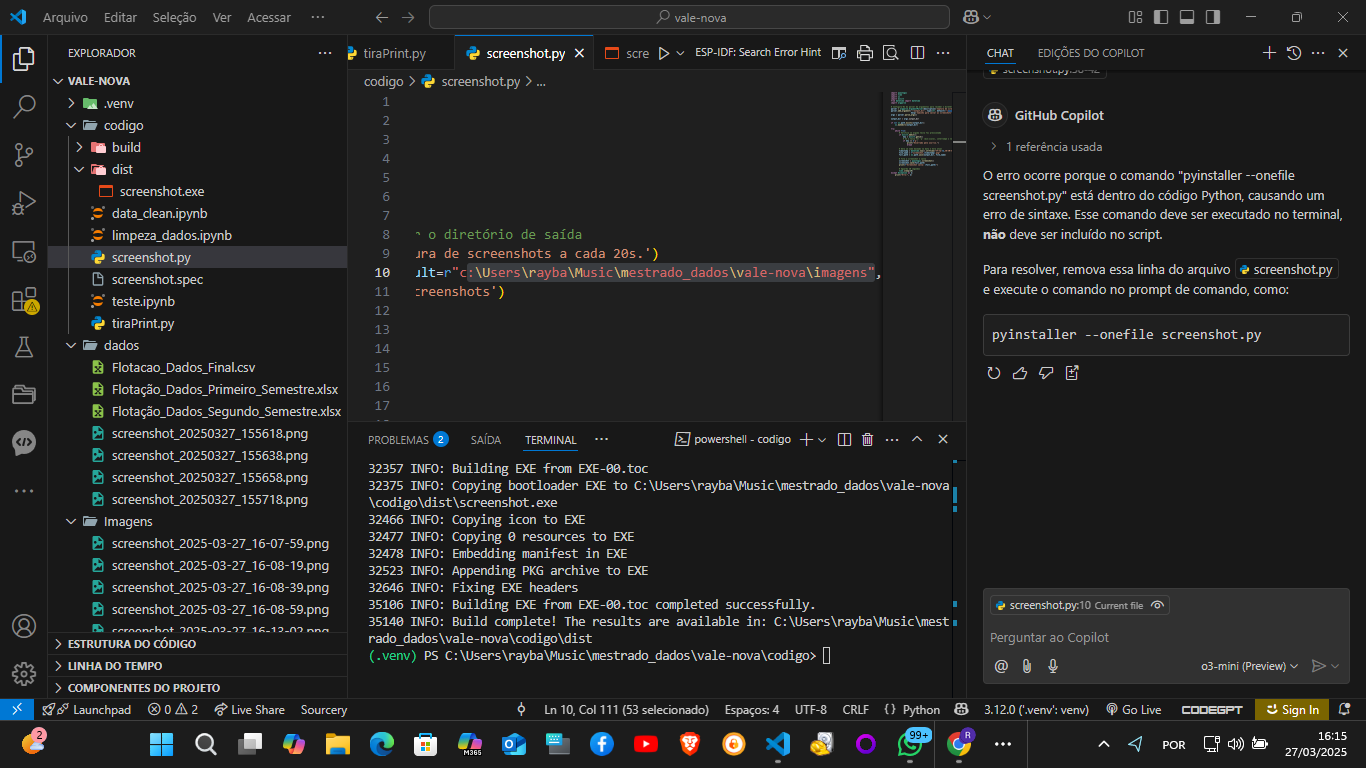 Arquivo Editar Seleção Ver Acessar ···
vale-nova
EXPLORADOR
VALE-NOVA
.venv
codigo
build
dist
screenshot.exe
data_clean.ipynb
limpeza_dados.ipynb
screenshot.py
screenshot.spec
teste.ipynb
tiraPrint.py
dados
Flotacao_Dados_Final.csv
Flotação_Dados_Primeiro_Semestre.xlsx
Flotação_Dados_Segundo_Semestre.xlsx
screenshot_20250327_155618.png
screenshot_20250327_155638.png
screenshot_20250327_155658.png
screenshot_20250327_155718.png
Imagens
screenshot_2025-03-27_16-07-59.png
screenshot_2025-03-27_16-08-19.png
screenshot_2025-03-27_16-08-39.png
screenshot_2025-03-27_16-08-59.png
screenshot_2025-03-27_16-13-02.png
ESTRUTURA DO CÓDIGO
LINHA DO TEMPO
COMPONENTES DO PROJETO
tiraPrint.py screenshot.py scre ESP-IDF: Search Error Hint
codigo > screenshot.py > ...
1
2
3
4
5
6
7
8 r o diretório de saída
9 ura de screenshots a cada 20s.')
10 ult=r"c:\Users\rayba\Music\mestrado_dados\vale-nova\imagens",
11 creenshots')
12
13
14
15
16
17
PROBLEMAS 2 SAÍDA TERMINAL ··· powershell - codigo
32357 INFO: Building EXE from EXE-00.toc
32375 INFO: Copying bootloader EXE to C:\Users\rayba\Music\mestrado_dados\vale-nova
\codigo\dist\screenshot.exe
32466 INFO: Copying icon to EXE
32477 INFO: Copying 0 resources to EXE
32478 INFO: Embedding manifest in EXE
32523 INFO: Appending PKG archive to EXE
32646 INFO: Fixing EXE headers
35106 INFO: Building EXE from EXE-00.toc completed successfully.
35140 INFO: Build complete! The results are available in: C:\Users\rayba\Music\mest
rado_dados\vale-nova\codigo\dist
(.venv) PS C:\Users\rayba\Music\mestrado_dados\vale-nova\codigo>
CHAT EDIÇÕES DO COPILOT
screenshot.py:30-42
GitHub Copilot
1 referência usada
O erro ocorre porque o comando "pyinstaller --onefile
screenshot.py" está dentro do código Python, causando um
erro de sintaxe. Esse comando deve ser executado no terminal,
não deve ser incluído no script.
Para resolver, remova essa linha do arquivo screenshot.py
e execute o comando no prompt de comando, como:
pyinstaller --onefile screenshot.py
screenshot.py:10 Current file
Perguntar ao Copilot
o3-mini (Preview)
Launchpad 0 2 Live Share Sourcery Ln 10, Col 111 (53 selecionado) Espaços: 4 UTF-8 CRLF Python 3.12.0 ('.venv': venv) Go Live CODEGPT Sign In
2 M365 99+ R POR 16:15
27/03/2025